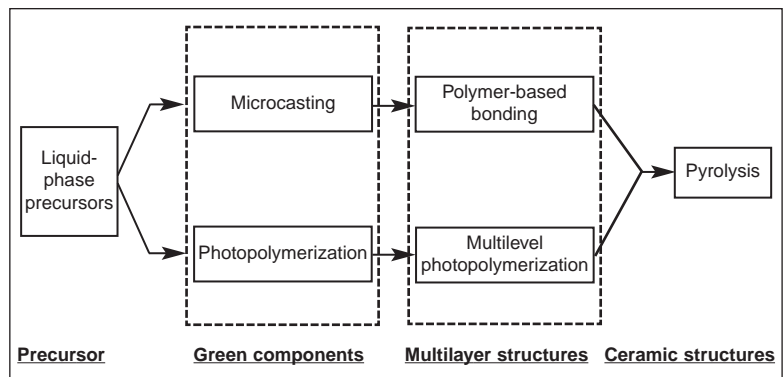 Liquid-
phase
precursors
Microcasting
Photopolymerization
Polymer-based
bonding
Multilevel
photopolymerization
Pyrolysis
Precursor
Green components
Multilayer structures
Ceramic structures